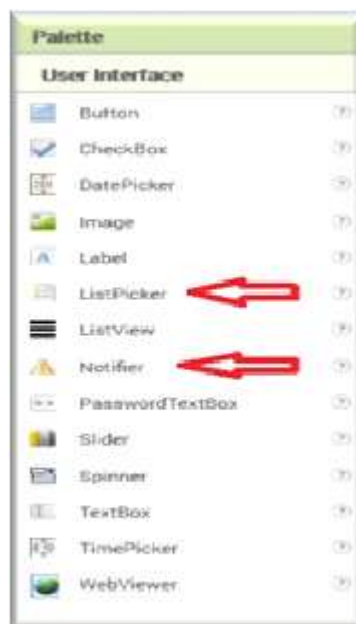 Palette
User Interface
Button
CheckBox
DatePicker
Image
Label
ListPicker
ListView
Notifier
PasswordTextBox
Slider
Spinner
TextBox
TimePicker
WebViewer